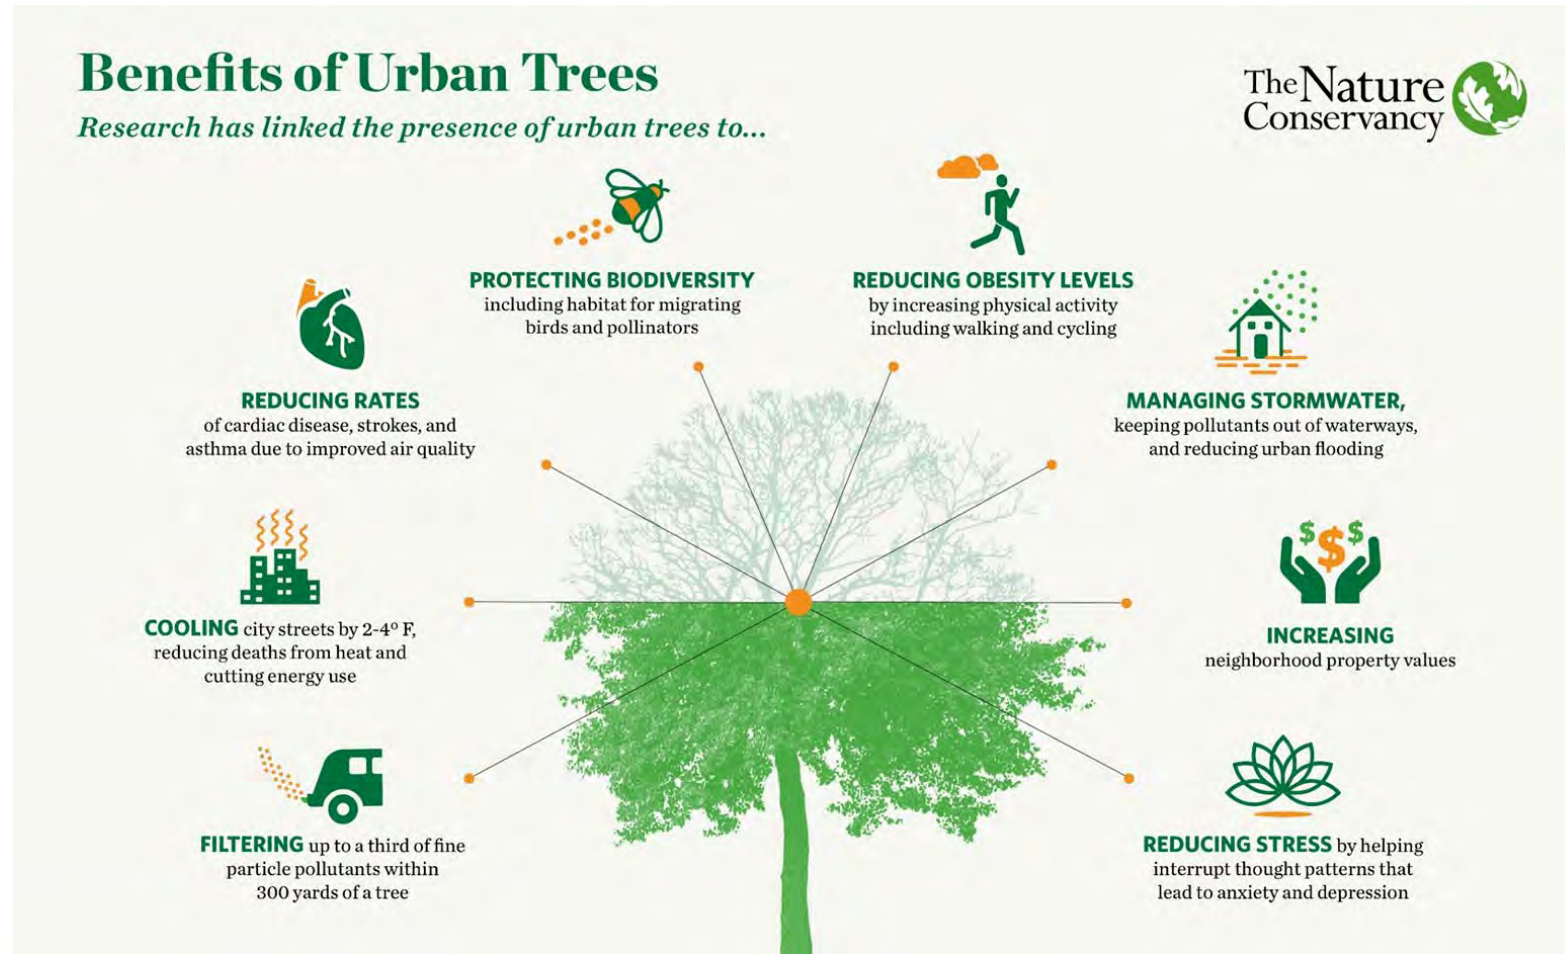 Benefits of Urban Trees
Research has linked the presence of urban trees to...
The Nature
Conservancy
PROTECTING BIODIVERSITY
including habitat for migrating
birds and pollinators
REDUCING OBESITY LEVELS
by increasing physical activity
including walking and cycling
REDUCING RATES
of cardiac disease, strokes, and
asthma due to improved air quality
MANAGING STORMWATER,
keeping pollutants out of waterways,
and reducing urban flooding
COOLING city streets by 2-4º F,
reducing deaths from heat and
cutting energy use
$ $ $
INCREASING
neighborhood property values
FILTERING up to a third of fine
particle pollutants within
300 yards of a tree
REDUCING STRESS by helping
interrupt thought patterns that
lead to anxiety and depression